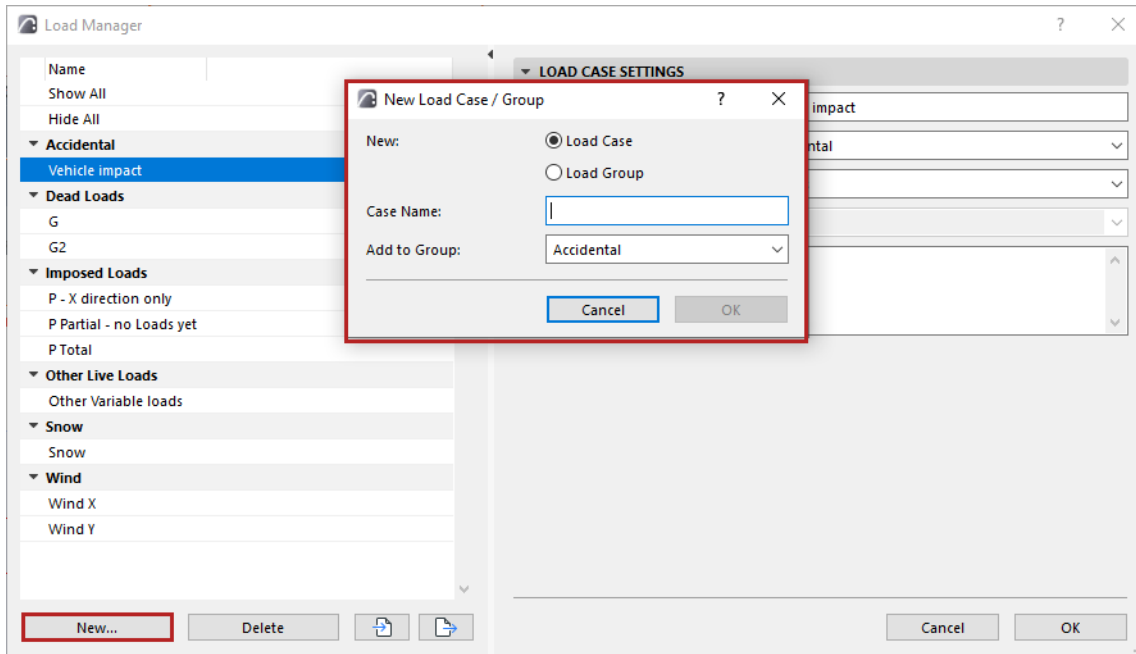 Load Manager
Name
Show All
Hide All
Accidental
Vehicle impact
Dead Loads
G
G2
Imposed Loads
P - X direction only
P Partial - no Loads yet
P Total
Other Live Loads
Other Variable loads
Snow
Snow
Wind
Wind X
Wind Y
New...
Delete
LOAD CASE SETTINGS
impact
ntal
New Load Case / Group
New:
Load Case
Load Group
Case Name:
Add to Group:
Accidental
Cancel
OK
Cancel
OK